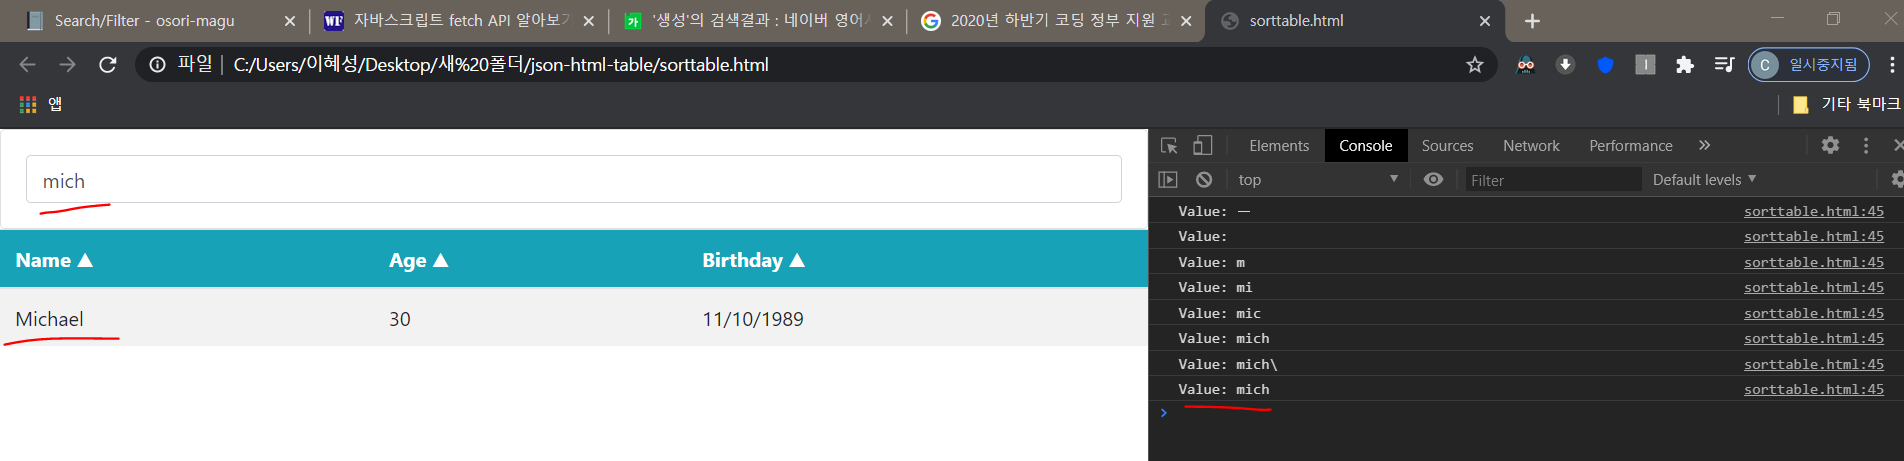 Search/Filter - osori-magu
자바스크립트 fetch API 알아보기
'생성'의 검색결과 : 네이버 영어사
2020년 하반기 코딩 정부 지원
sorttable.html
파일 | C:/Users/이혜성/Desktop/새%20폴더/json-html-table/sorttable.html
C 일시중지됨
앱
기타 북마크
mich
Name ▲ Age ▲ Birthday ▲
Michael 30 11/10/1989
Elements Console Sources Network Performance »
top Filter Default levels
Value: ㅡ sorttable.html:45
Value: sorttable.html:45
Value: m sorttable.html:45
Value: mi sorttable.html:45
Value: mic sorttable.html:45
Value: mich sorttable.html:45
Value: mich\ sorttable.html:45
Value: mich sorttable.html:45